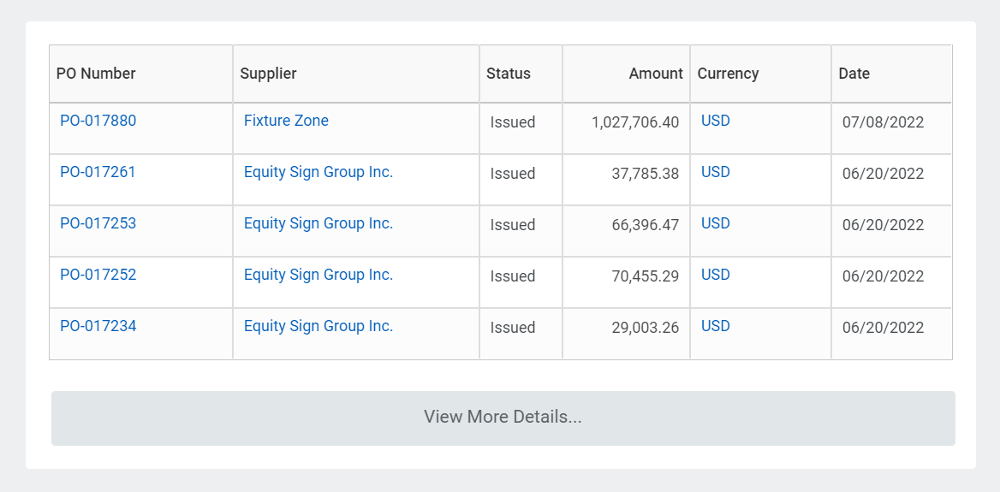 PO Number Supplier Status Amount Currency Date
PO-017880 Fixture Zone Issued 1,027,706.40 USD 07/08/2022
PO-017261 Equity Sign Group Inc. Issued 37,785.38 USD 06/20/2022
PO-017253 Equity Sign Group Inc. Issued 66,396.47 USD 06/20/2022
PO-017252 Equity Sign Group Inc. Issued 70,455.29 USD 06/20/2022
PO-017234 Equity Sign Group Inc. Issued 29,003.26 USD 06/20/2022
View More Details...